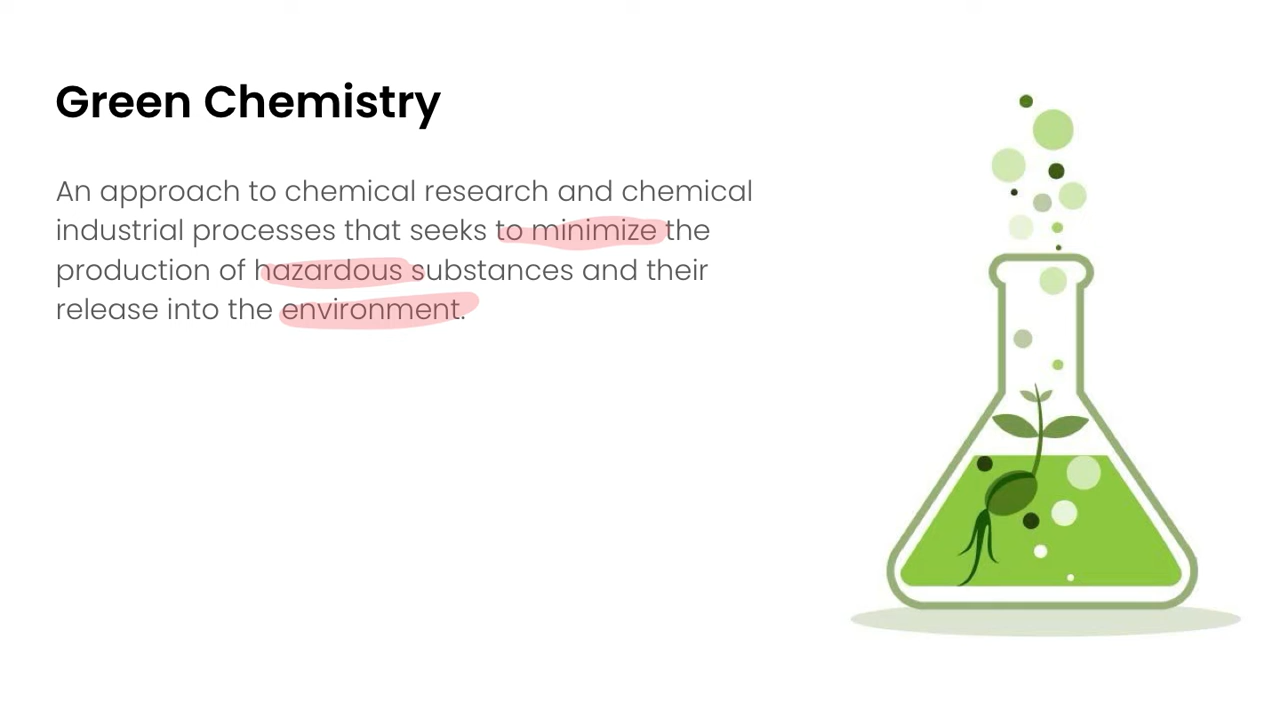 Green Chemistry
An approach to chemical research and chemical
industrial processes that seeks to minimize the
production of hazardous substances and their
release into the environment.